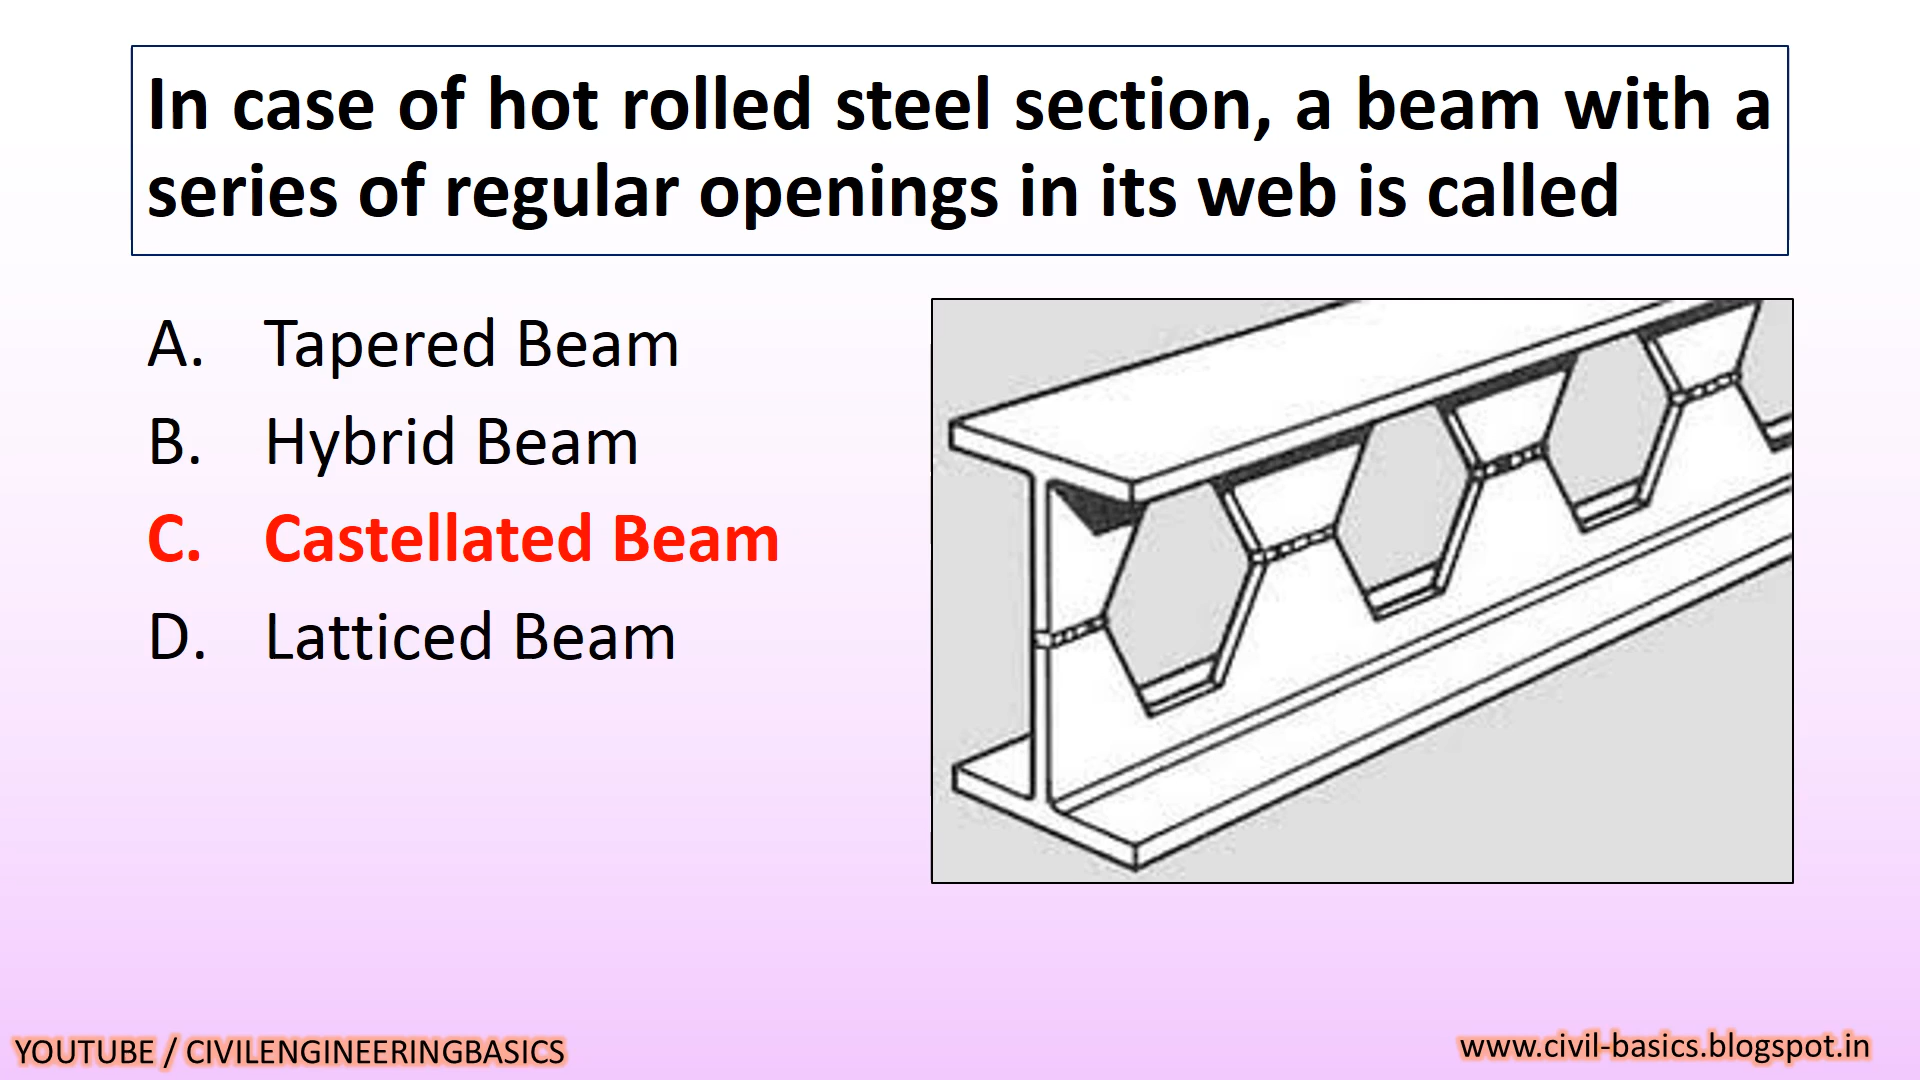 In case of hot rolled steel section, a beam with a
series of regular openings in its web is called
A. Tapered Beam
B. Hybrid Beam
C. Castellated Beam
D. Latticed Beam
YOUTUBE / CIVILENGINEERINGBASICS
www.civil-basics.blogspot.in